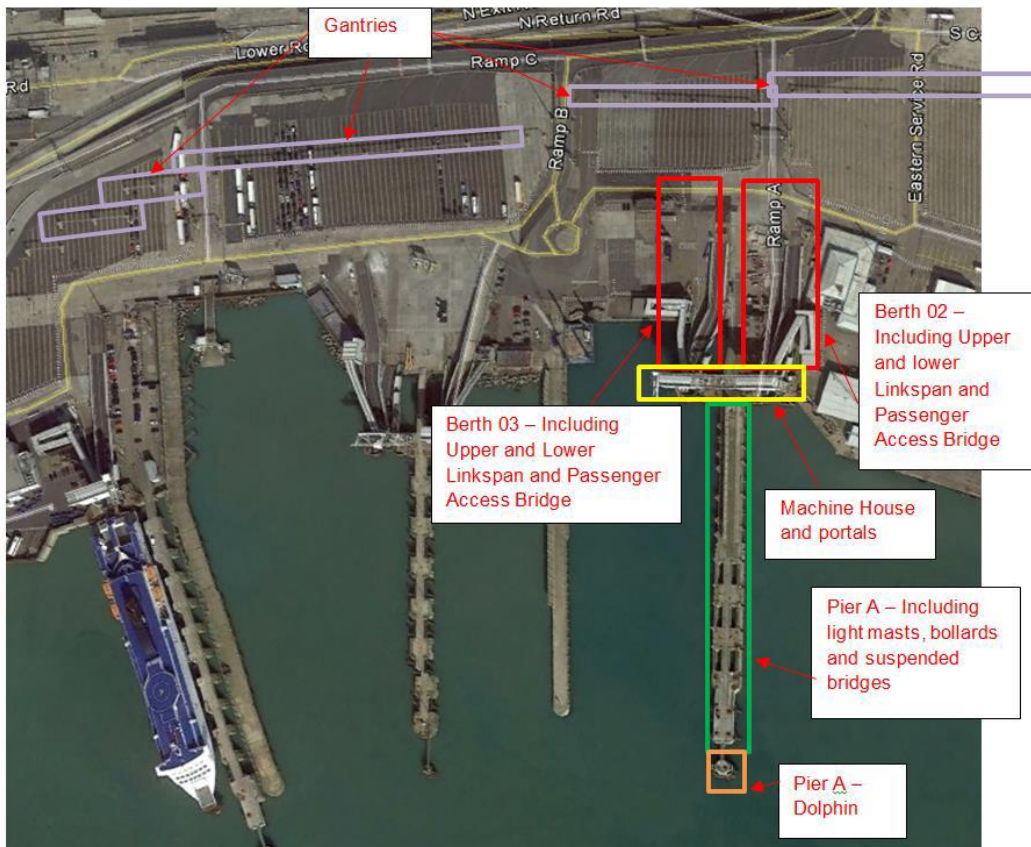 N Exit R
N Return Rd
Gantries
S C
Lower Ro
Ramp C
Rd
Ramp B
Eastern Service Rd
Ramp A
Berth 02 –
Including Upper
and lower
Linkspan and
Passenger
Access Bridge
Berth 03 – Including
Upper and Lower
Linkspan and Passenger
Access Bridge
Machine House
and portals
Pier A – Including
light masts, bollards
and suspended
bridges
Pier A –
Dolphin